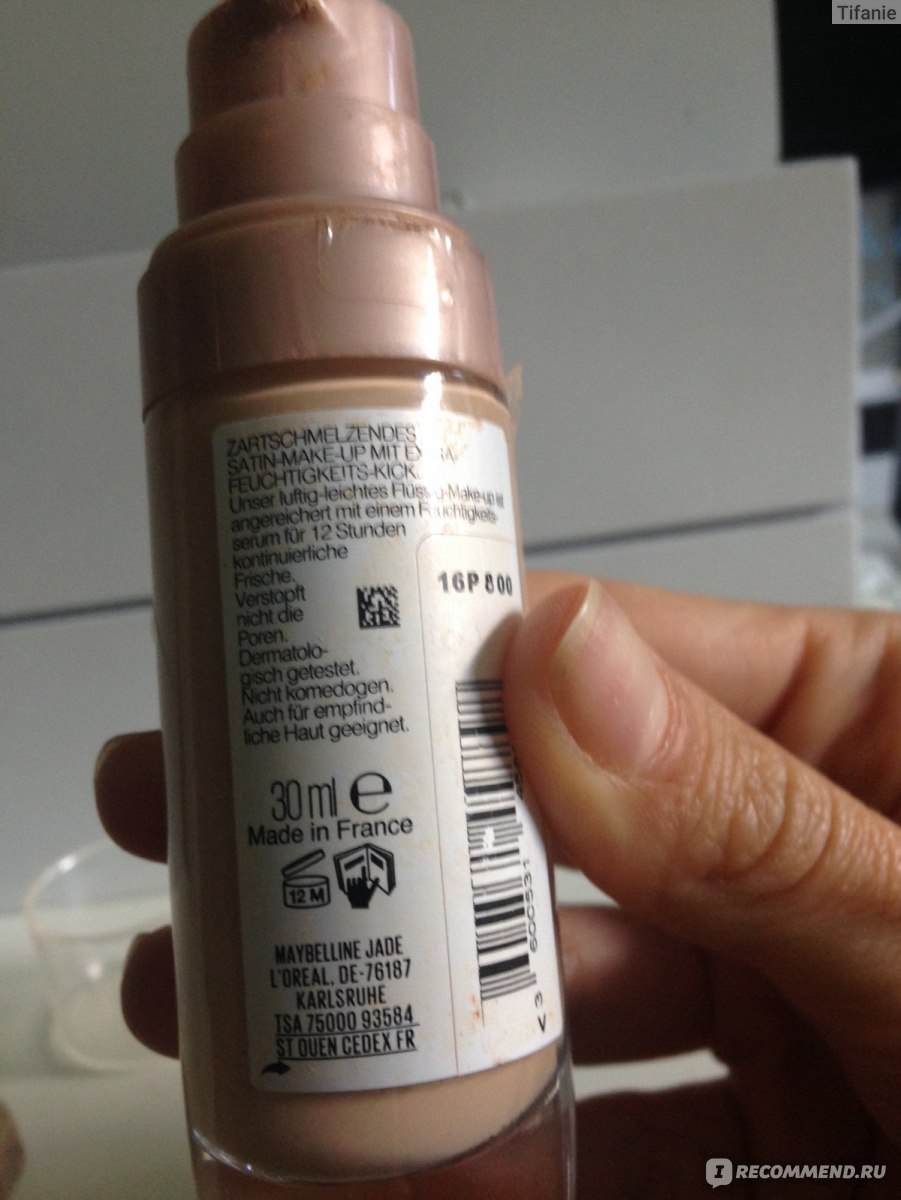 Tifanie
ZARTSCHMELZENDES
SATIN-MAKE-UP MIT
FEUCHTIGKEITS-KICK.
Unser luftig-leichtes
angereichert mit einem
serum für 12 Stunden
kontinuierliche
Frische.
Verstopft
nicht die
Poren.
Dermatolo-
gisch getestet.
Nicht komedogen.
Auch für empfind-
liche Haut geeignet.
16P 800
30 ml e
Made in France
12 M
MAYBELLINE JADE
L'OREAL, DE-76187
KARLSRUHE
TSA 75000 93584
ST OUEN CEDEX FR
3
600531
IRECOMMEND.RU